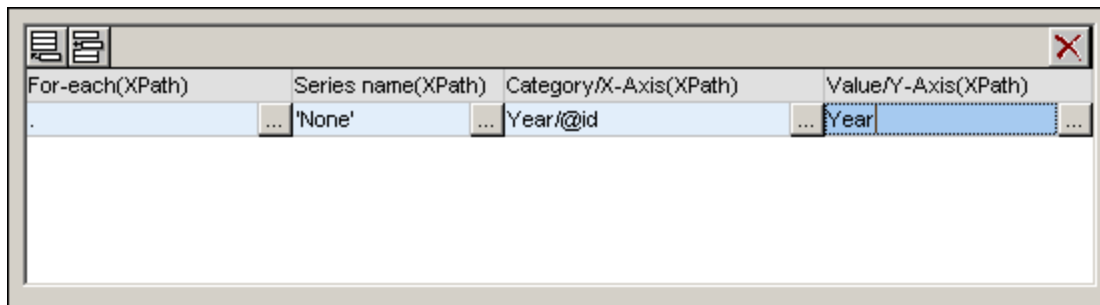 For-each(XPath) Series name(XPath) Category/X-Axis(XPath) Value/Y-Axis(XPath)
. ... 'None' ... Year/@id ... Year ...